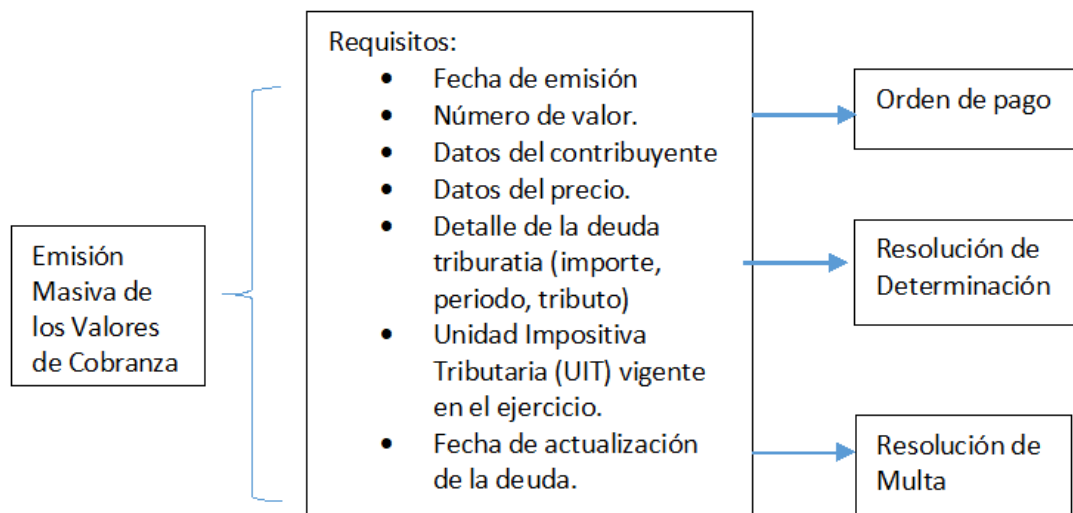 Emisión
Masiva de
los Valores
de Cobranza
Requisitos:
• Fecha de emisión
• Número de valor.
• Datos del contribuyente
• Datos del precio.
• Detalle de la deuda
triburatia (importe,
periodo, tributo)
• Unidad Impositiva
Tributaria (UIT) vigente
en el ejercicio.
• Fecha de actualización
de la deuda.
Orden de pago
Resolución de
Determinación
Resolución de
Multa